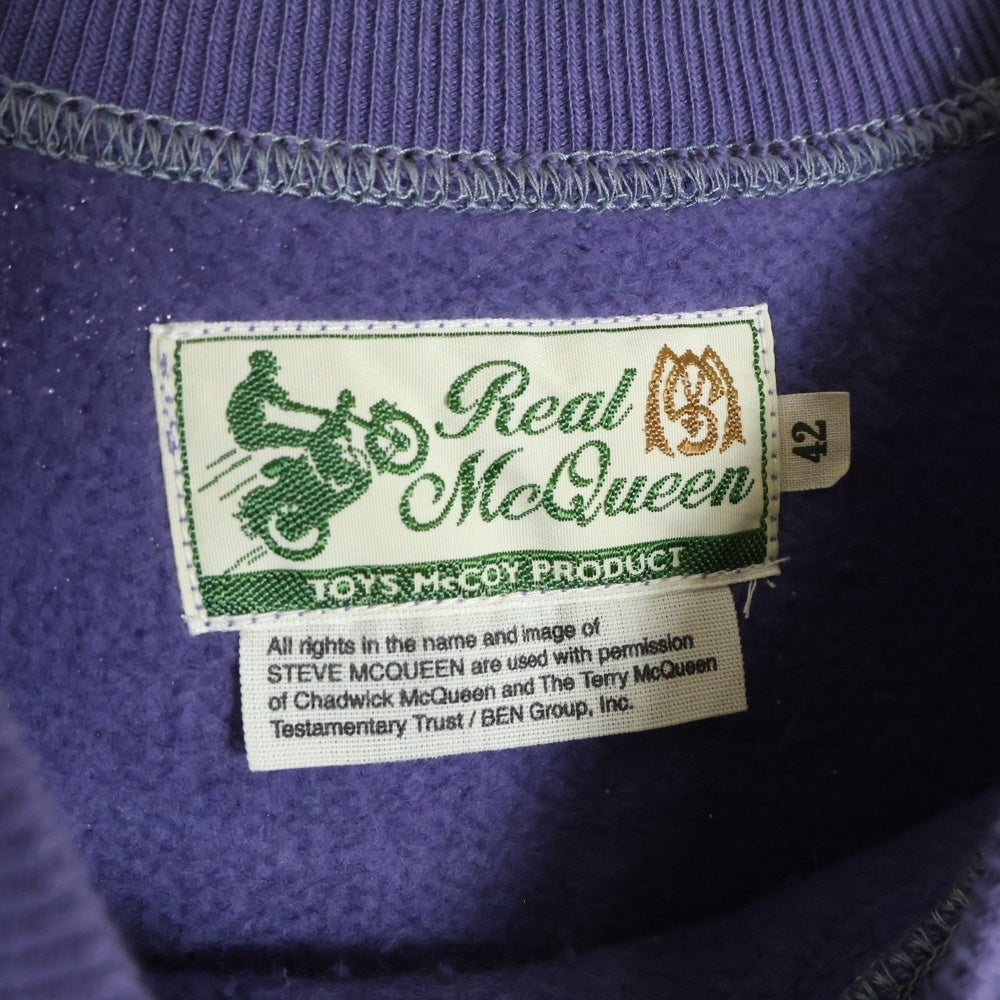 Real
McQueen
TOYS McCOY PRODUCT
42
All rights in the name and image of
STEVE MCQUEEN are used with permission
of Chadwick McQueen and The Terry McQueen
Testamentary Trust / BEN Group, Inc.